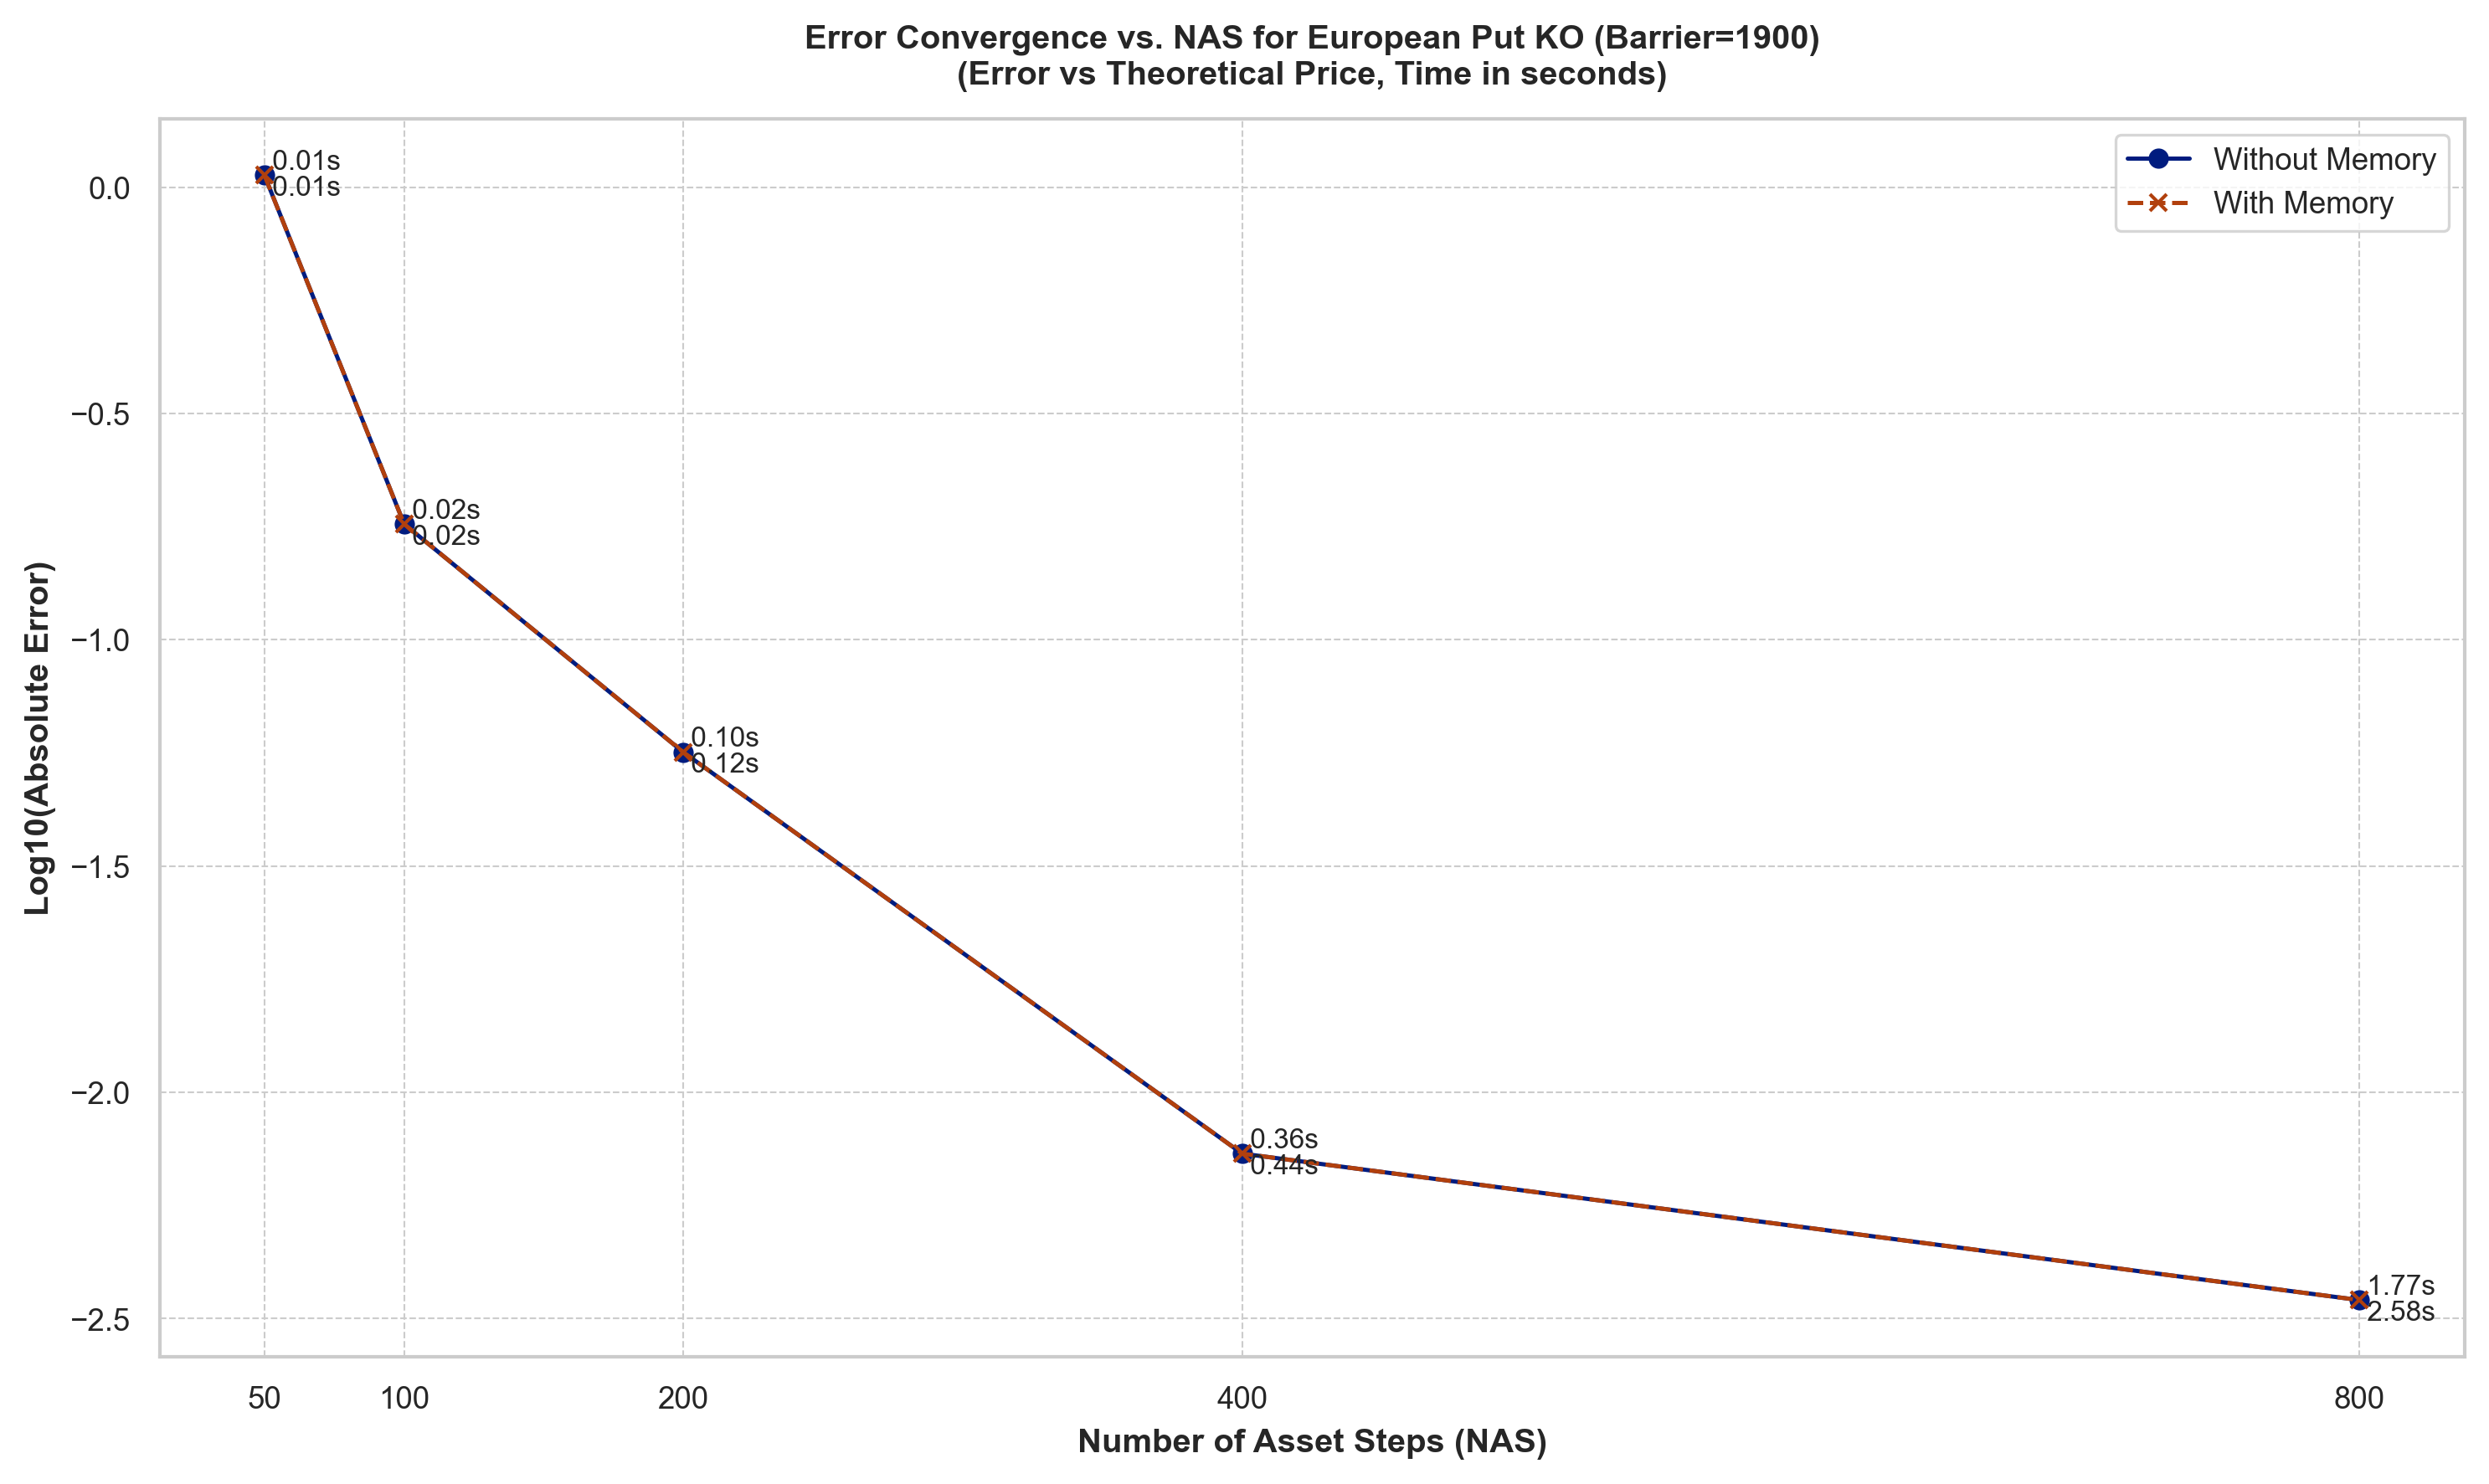 Error Convergence vs. NAS for European Put KO (Barrier=1900)
(Error vs Theoretical Price, Time in seconds)
Without Memory
With Memory
Log10(Absolute Error)
0.0
−0.5
−1.0
−1.5
−2.0
−2.5
0.01s
0.01s
0.02s
0.02s
0.10s
0.12s
0.36s
0.44s
1.77s
2.58s
50
100
200
400
800
Number of Asset Steps (NAS)